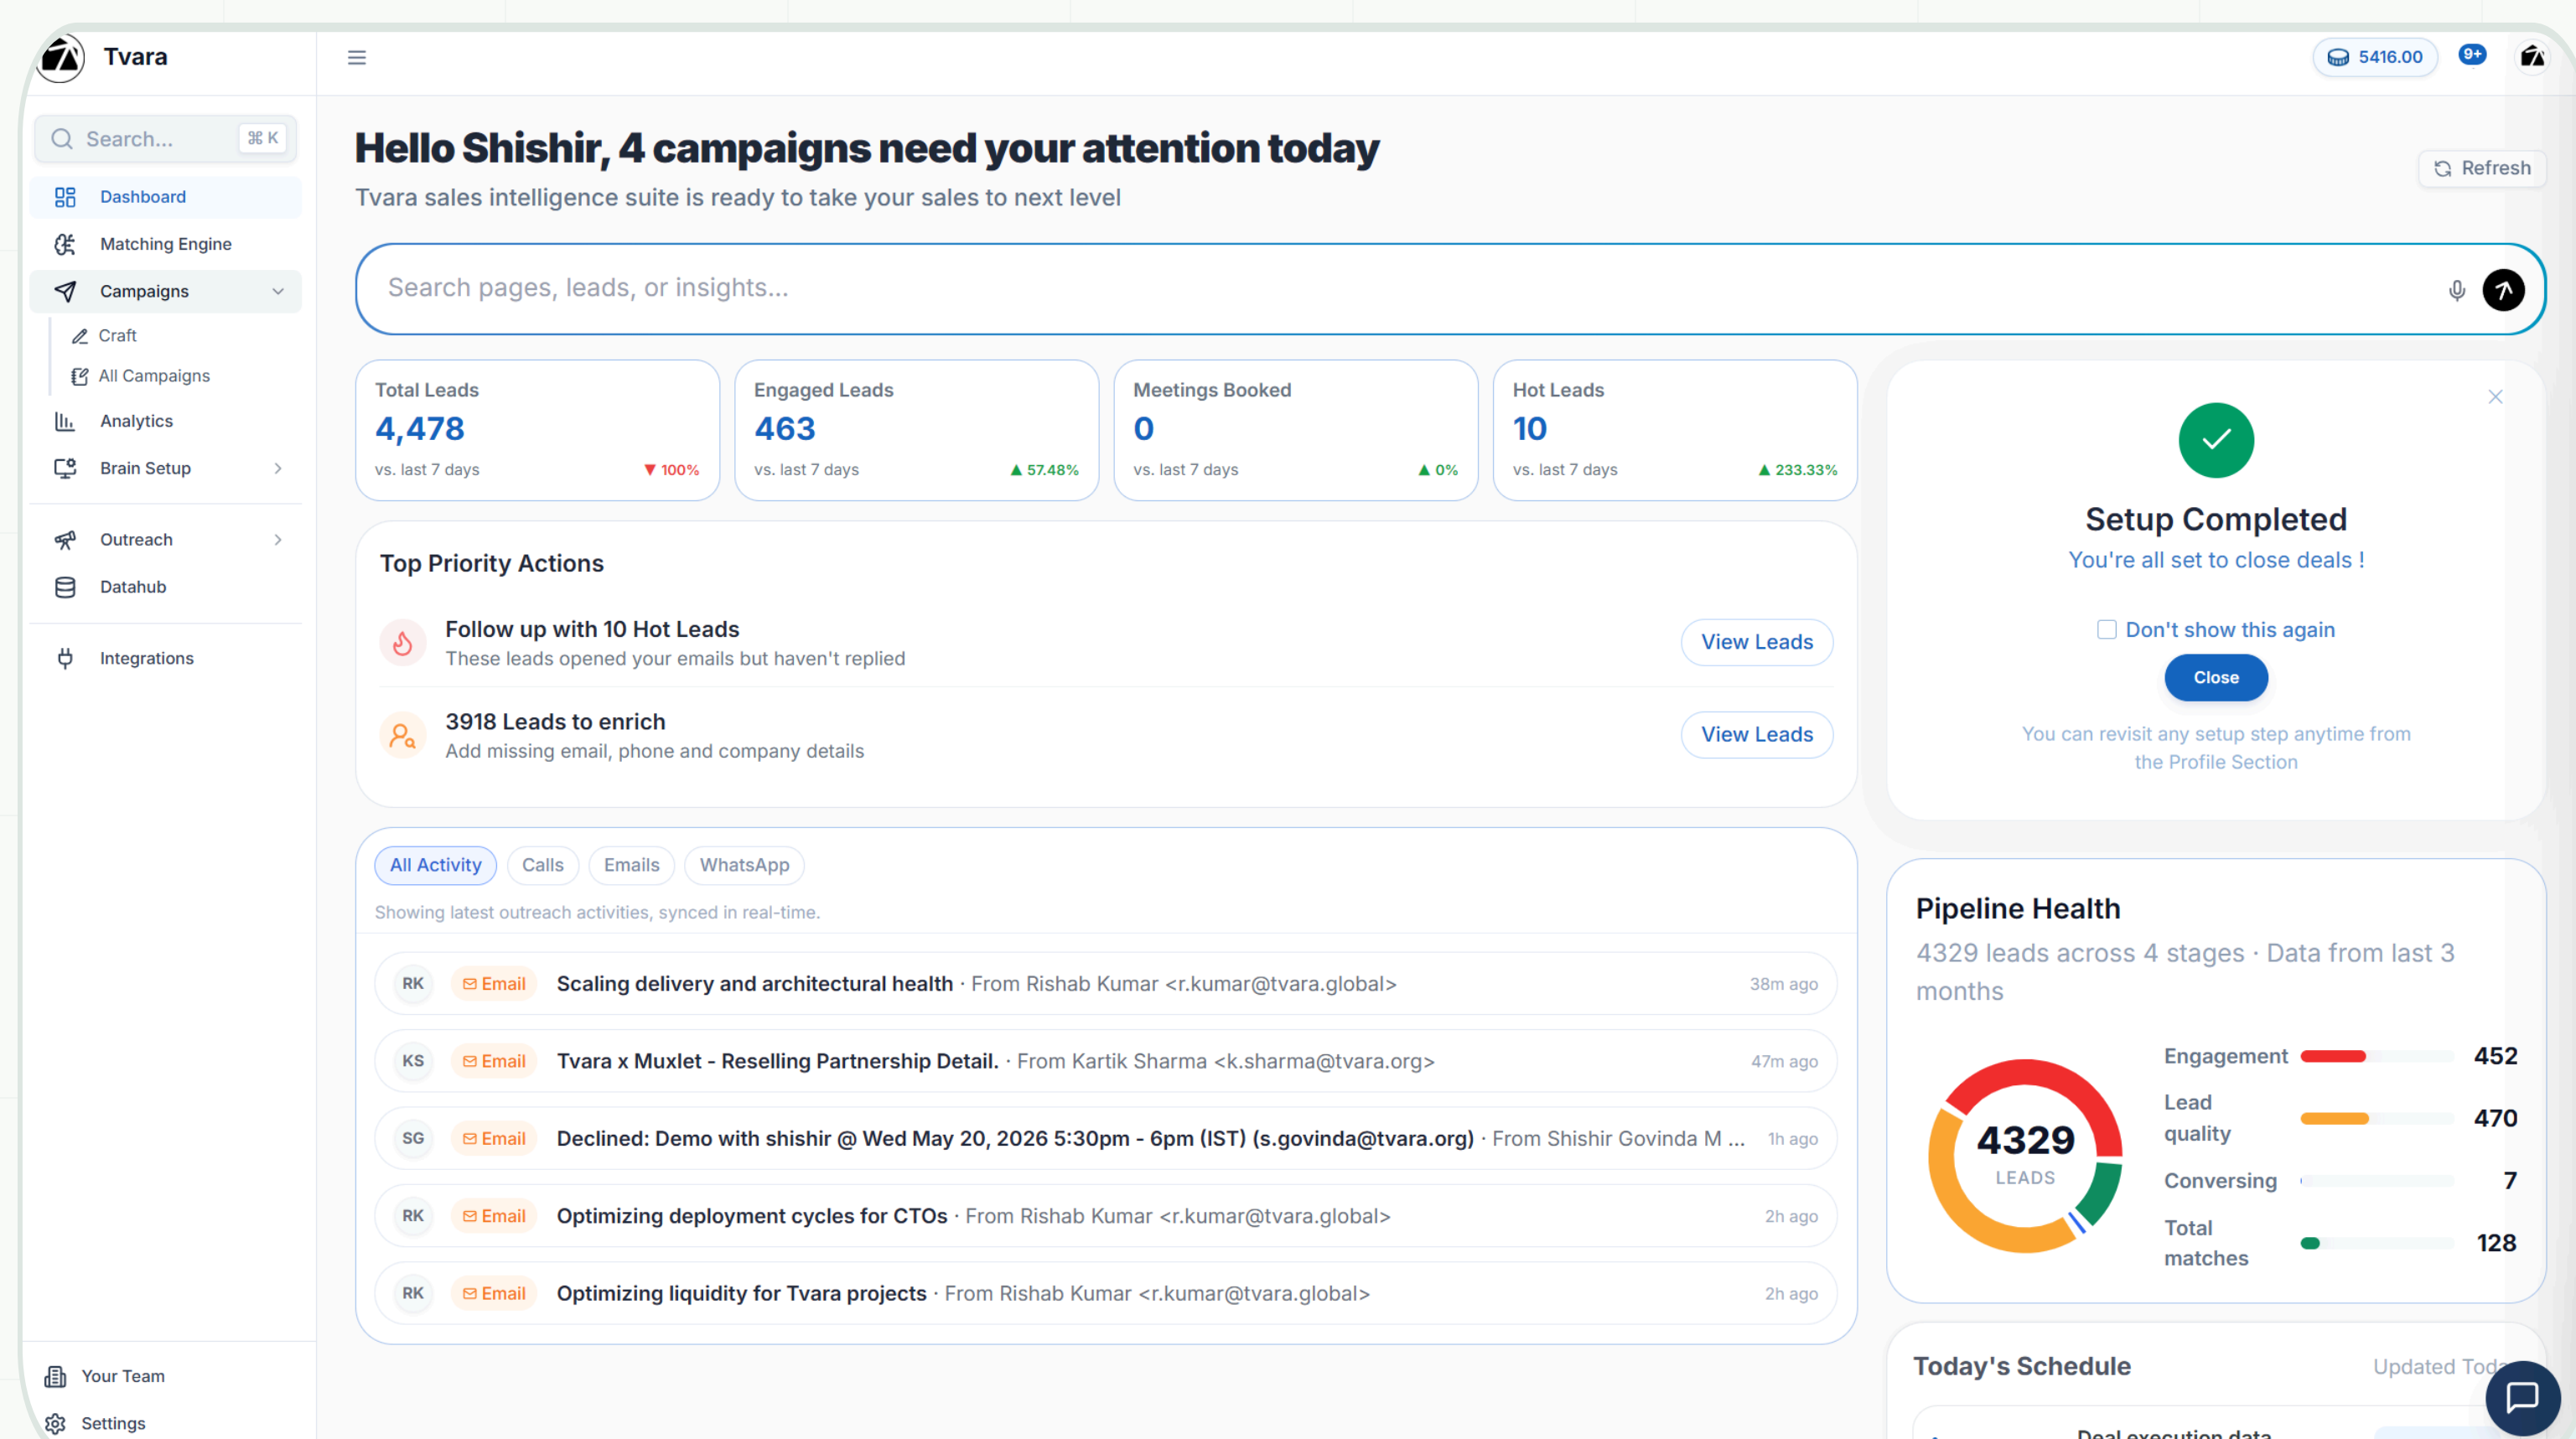 Tvara
5416.00
9+
Search...
⌘ K
Dashboard
Matching Engine
Campaigns
Craft
All Campaigns
Analytics
Brain Setup
Outreach
Datahub
Integrations
Your Team
Settings
Hello Shishir, 4 campaigns need your attention today
Tvara sales intelligence suite is ready to take your sales to next level
Refresh
Search pages, leads, or insights...
Total Leads
4,478
vs. last 7 days ▼ 100%
Engaged Leads
463
vs. last 7 days ▲ 57.48%
Meetings Booked
0
vs. last 7 days ▲ 0%
Hot Leads
10
vs. last 7 days ▲ 233.33%
Top Priority Actions
Follow up with 10 Hot Leads
These leads opened your emails but haven't replied
View Leads
3918 Leads to enrich
Add missing email, phone and company details
View Leads
All Activity Calls Emails WhatsApp
Showing latest outreach activities, synced in real-time.
RK Email Scaling delivery and architectural health · From Rishab Kumar <r.kumar@tvara.global> 38m ago
KS Email Tvara x Muxlet - Reselling Partnership Detail. · From Kartik Sharma <k.sharma@tvara.org> 47m ago
SG Email Declined: Demo with shishir @ Wed May 20, 2026 5:30pm - 6pm (IST) (s.govinda@tvara.org) · From Shishir Govinda M ... 1h ago
RK Email Optimizing deployment cycles for CTOs · From Rishab Kumar <r.kumar@tvara.global> 2h ago
RK Email Optimizing liquidity for Tvara projects · From Rishab Kumar <r.kumar@tvara.global> 2h ago
Setup Completed
You're all set to close deals !
Don't show this again
Close
You can revisit any setup step anytime from
the Profile Section
Pipeline Health
4329 leads across 4 stages · Data from last 3
months
4329
LEADS
Engagement 452
Lead
quality 470
Conversing 7
Total
matches 128
Today's Schedule
Updated
Deal execution data